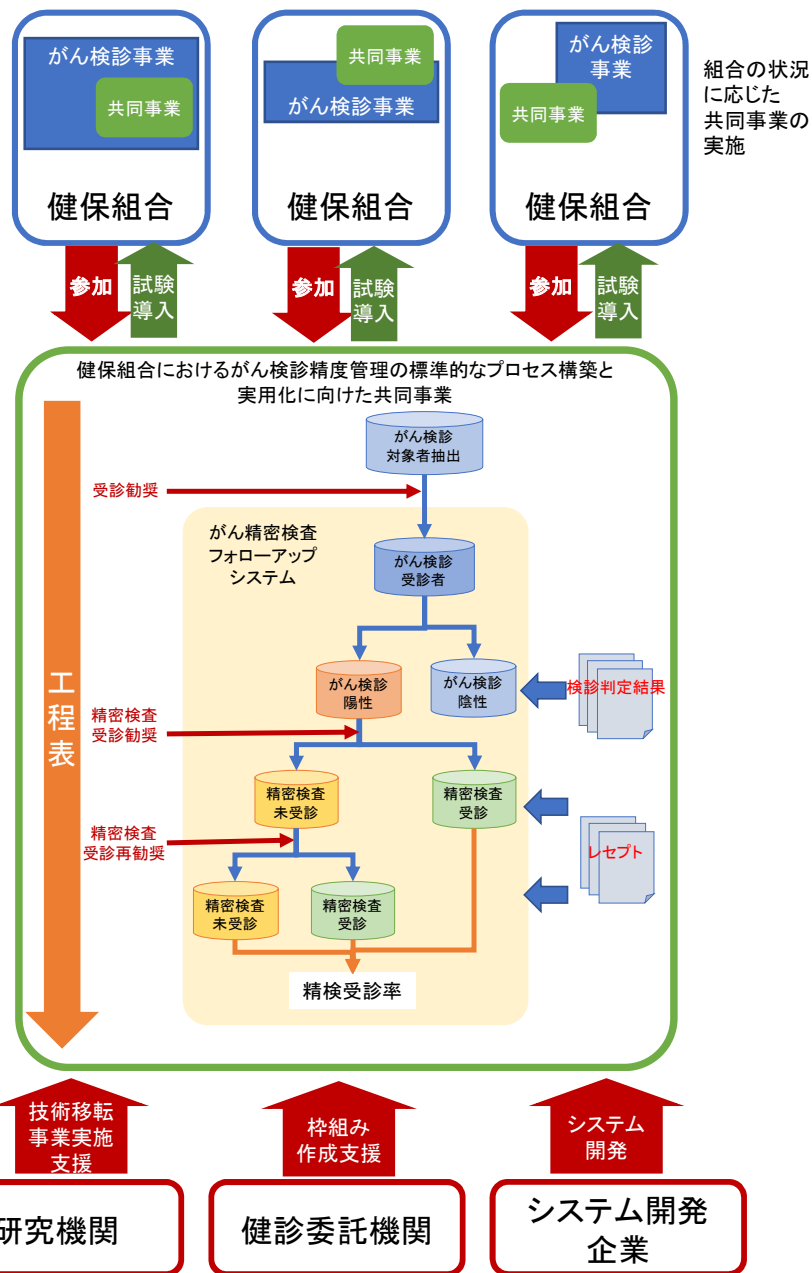 がん検診事業
共同事業
健保組合
共同事業
がん検診事業
健保組合
がん検診
事業
共同事業
健保組合
組合の状況
に応じた
共同事業の
実施
参加
試験
導入
参加
試験
導入
参加
試験
導入
健保組合におけるがん検診精度管理の標準的なプロセス構築と
実用化に向けた共同事業
工程表
がん検診
対象者抽出
受診勧奨
がん精密検査
フォローアップ
システム
がん検診
受診者
がん検診
陽性
がん検診
陰性
検診判定結果
精密検査
受診勧奨
精密検査
未受診
精密検査
受診
精密検査
受診再勧奨
レセプト
精密検査
未受診
精密検査
受診
精検受診率
技術移転
事業実施
支援
枠組み
作成支援
システム
開発
研究機関
健診委託機関
システム開発
企業